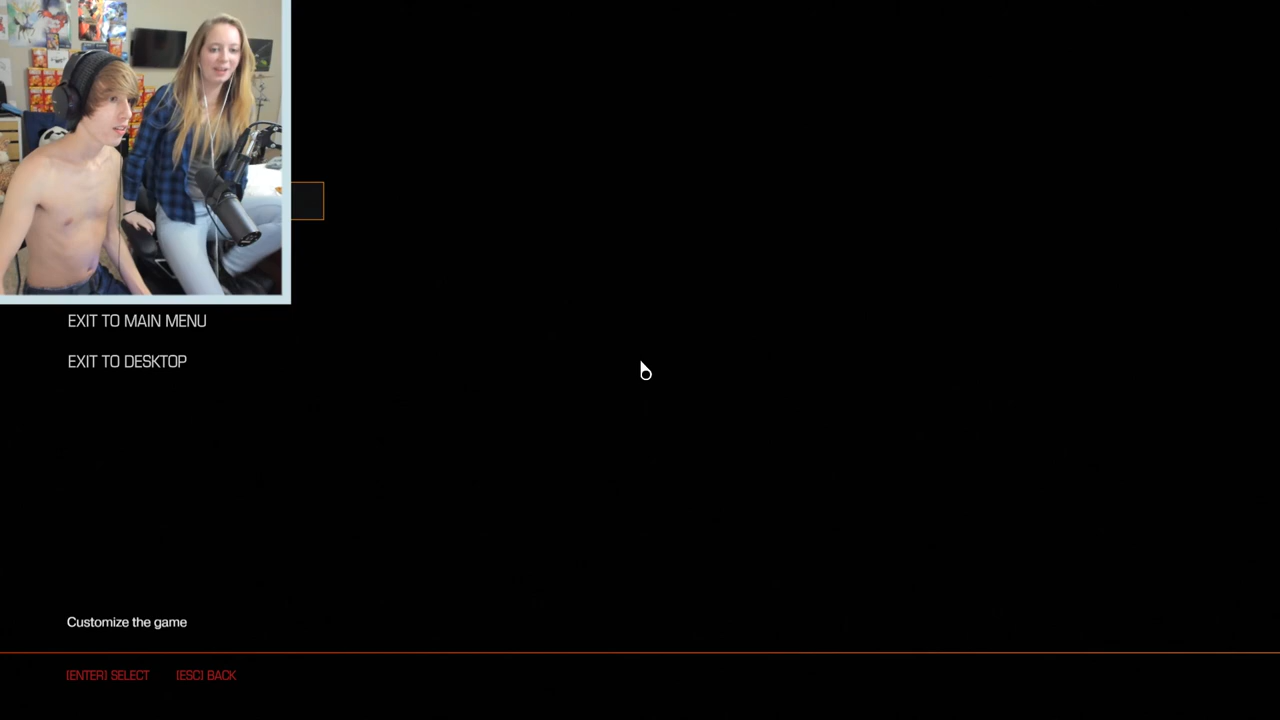 EXIT TO MAIN MENU
EXIT TO DESKTOP
Customize the game
[ENTER] SELECT [ESC] BACK